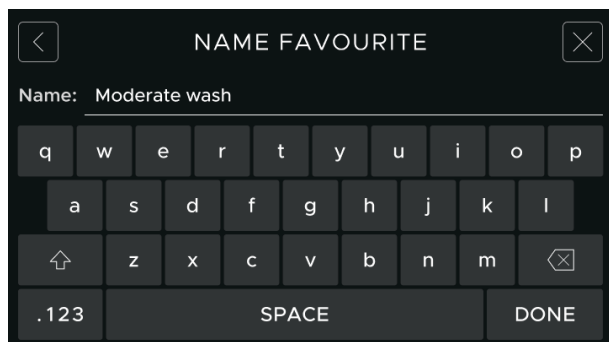 NAME FAVOURITE
Name: Moderate wash
q w e r t y u i o p
a s d f g h j k l
z x c v b n m
.123 SPACE DONE